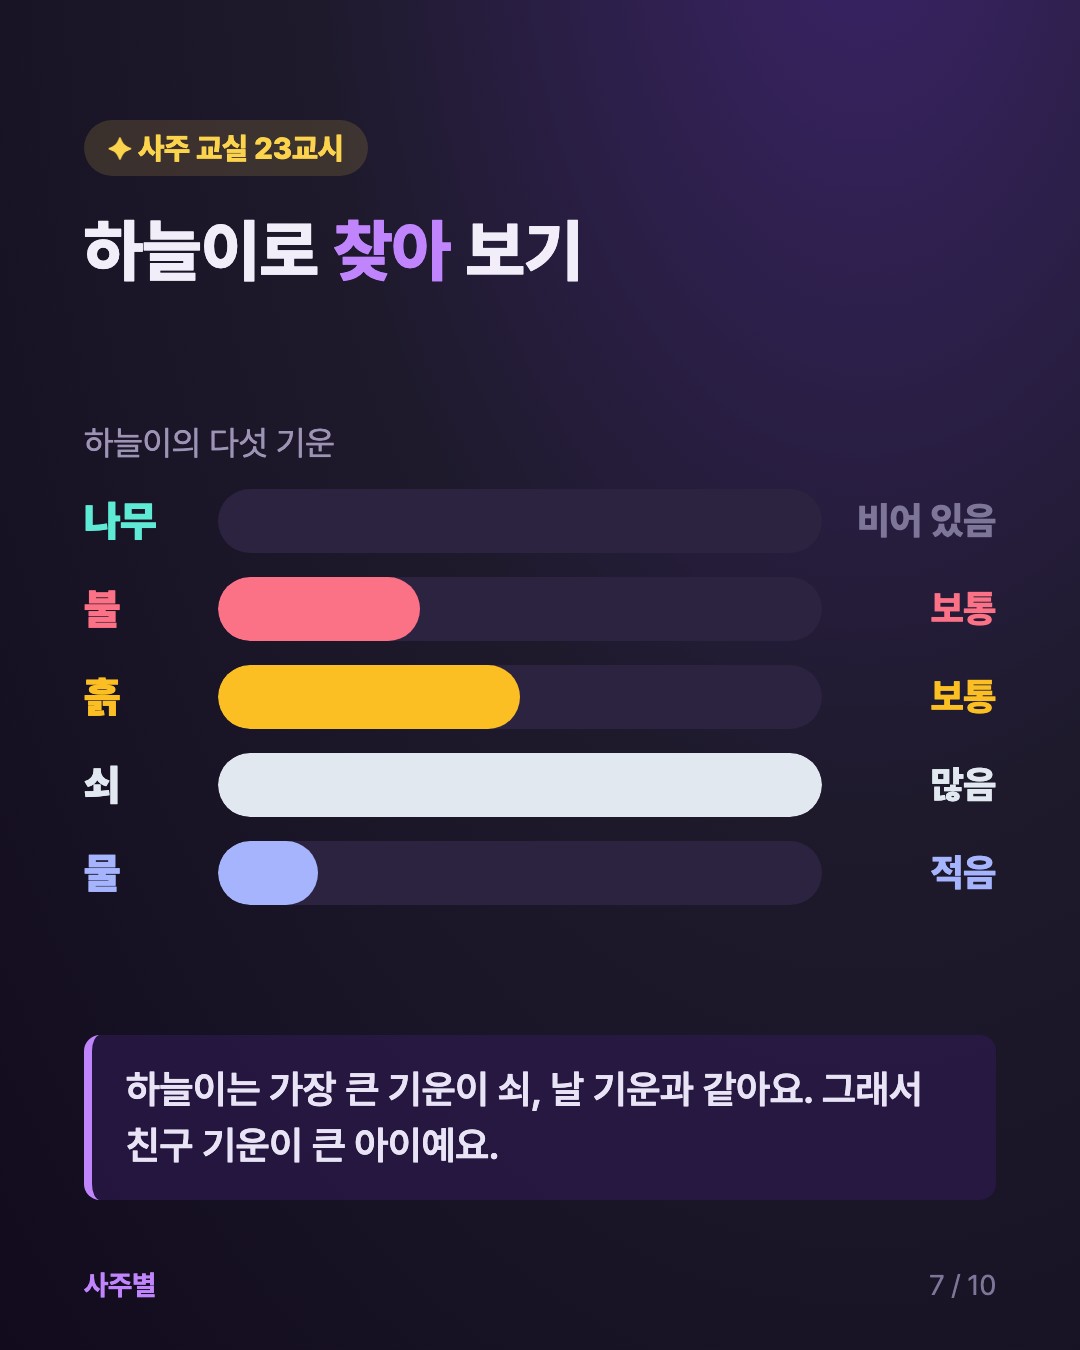 ✦ 사주 교실 23교시
하늘이로 찾아 보기
하늘이의 다섯 기운
나무 비어 있음
불 보통
흙 보통
쇠 많음
물 적음
하늘이는 가장 큰 기운이 쇠, 날 기운과 같아요. 그래서
친구 기운이 큰 아이예요.
사주별 7 / 10